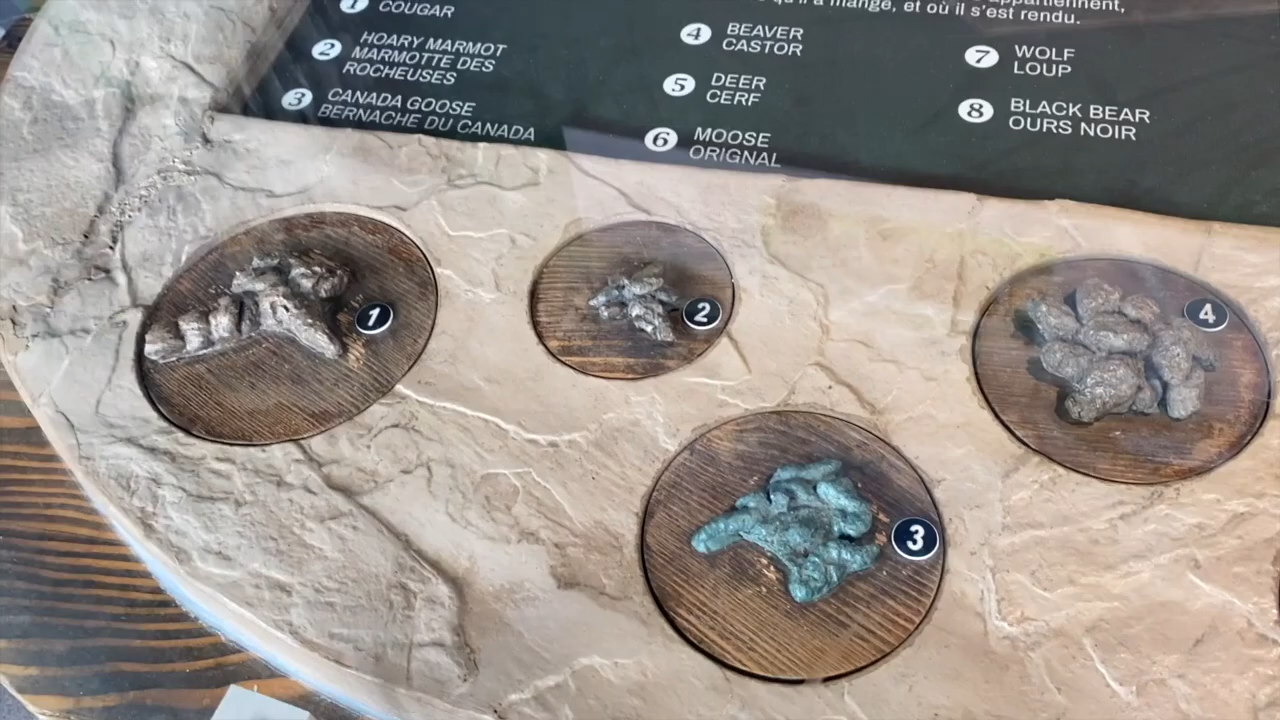 appartiennent,
qu'il a mangé, et où il s'est rendu.
1 COUGAR
2 HOARY MARMOT
MARMOTTE DES
ROCHEUSES
3 CANADA GOOSE
BERNACHE DU CANADA
4 BEAVER
CASTOR
5 DEER
CERF
6 MOOSE
ORIGNAL
7 WOLF
LOUP
8 BLACK BEAR
OURS NOIR
1
2
3
4